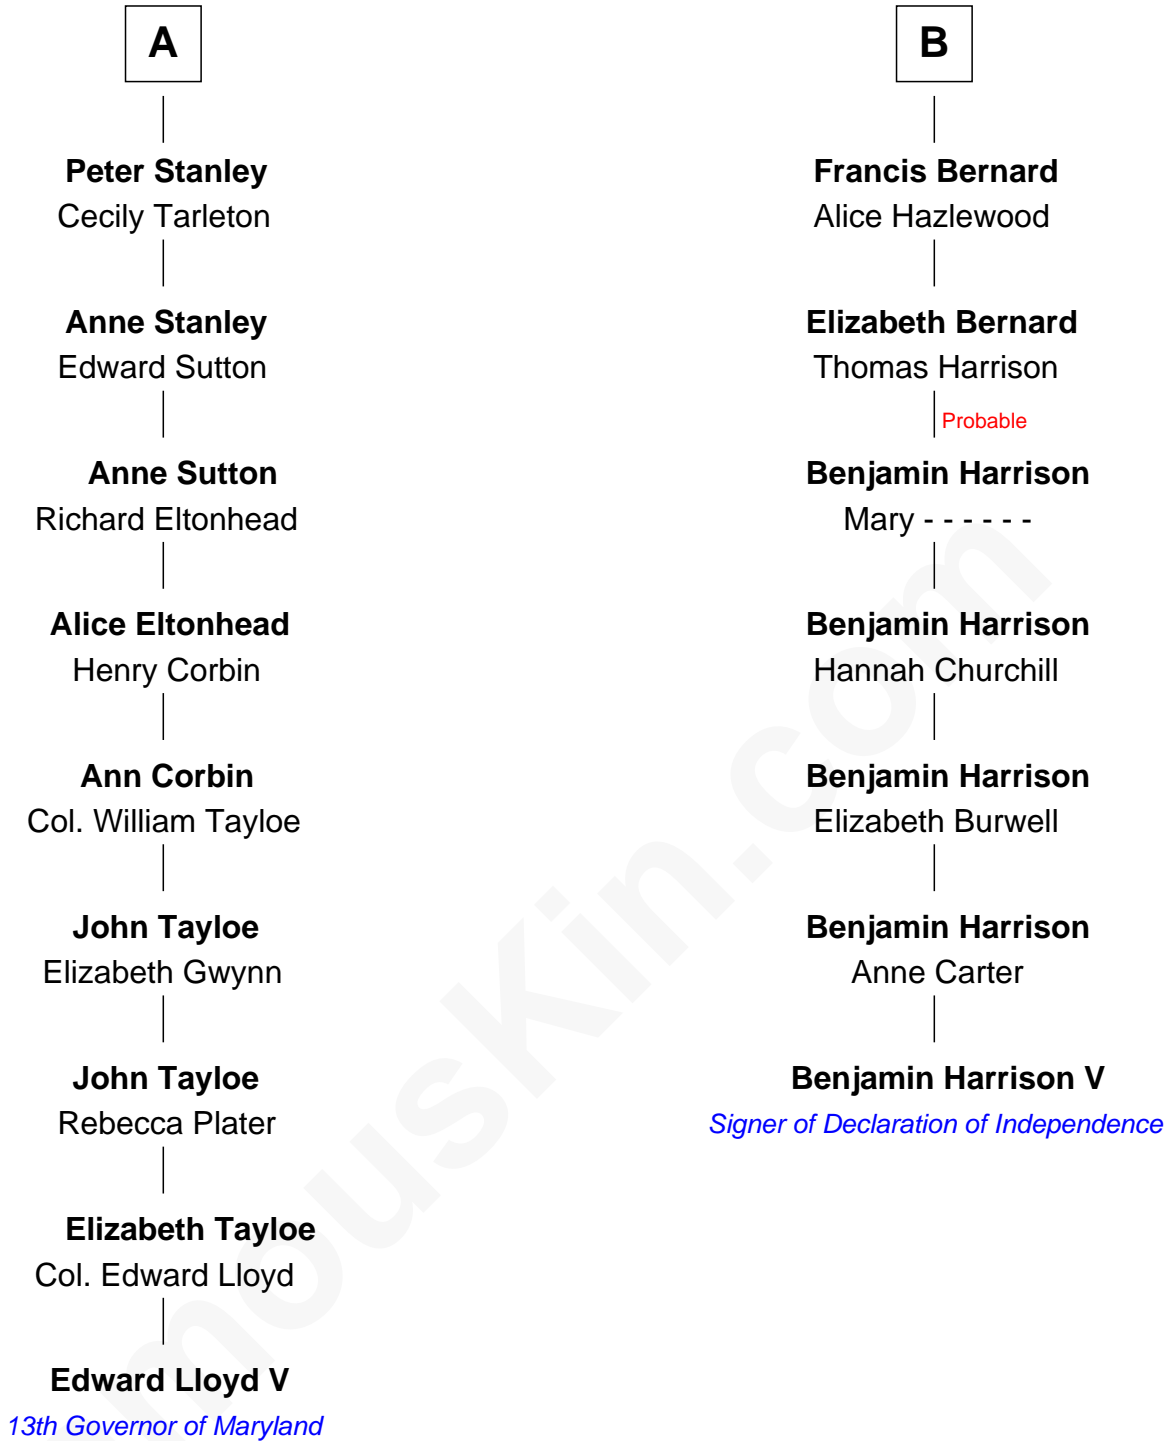 A
Peter Stanley
Cecily Tarleton
Anne Stanley
Edward Sutton
Anne Sutton
Richard Eltonhead
Alice Eltonhead
Henry Corbin
Ann Corbin
Col. William Tayloe
John Tayloe
Elizabeth Gwynn
John Tayloe
Rebecca Plater
Elizabeth Tayloe
Col. Edward Lloyd
Edward Lloyd V
13th Governor of Maryland
B
Francis Bernard
Alice Hazlewood
Elizabeth Bernard
Thomas Harrison
Probable
Benjamin Harrison
Mary - - - - - -
Benjamin Harrison
Hannah Churchill
Benjamin Harrison
Elizabeth Burwell
Benjamin Harrison
Anne Carter
Benjamin Harrison V
Signer of Declaration of Independence
mousKin.com